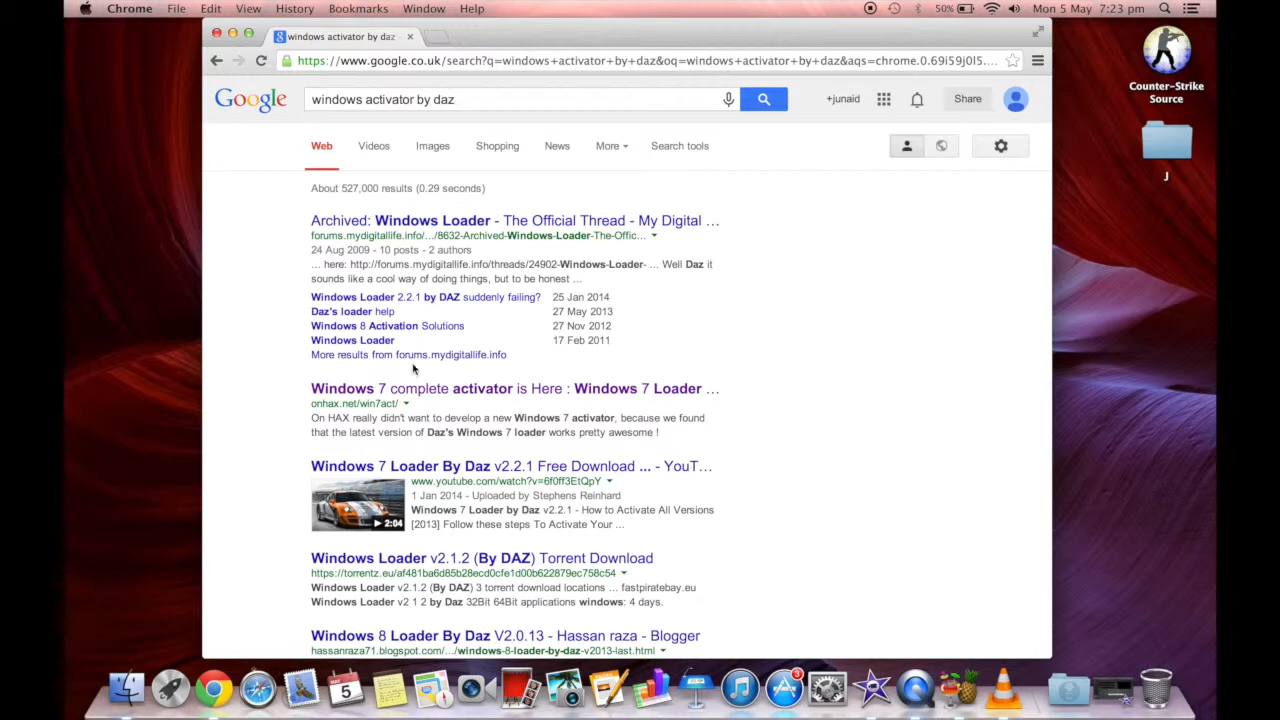 Chrome File Edit View History Bookmarks Window Help 50% Mon 5 May 7:23 pm
windows activator by daz
https://www.google.co.uk/search?q=windows+activator+by+daz&oq=windows+activator+by+daz&aqs=chrome.0.69i59j0l5....
Google windows activator by daz +junaid Share
Counter-Strike
Source
J
Web Videos Images Shopping News More Search tools
About 527,000 results (0.29 seconds)
Archived: Windows Loader - The Official Thread - My Digital ...
forums.mydigitallife.info/.../8632-Archived-Windows-Loader-The-Offic...
24 Aug 2009 - 10 posts - 2 authors
... here: http://forums.mydigitallife.info/threads/24902-Windows-Loader- ... Well Daz it
sounds like a cool way of doing things, but to be honest ...
Windows Loader 2.2.1 by DAZ suddenly failing? 25 Jan 2014
Daz's loader help 27 May 2013
Windows 8 Activation Solutions 27 Nov 2012
Windows Loader 17 Feb 2011
More results from forums.mydigitallife.info
Windows 7 complete activator is Here : Windows 7 Loader ...
onhax.net/win7act/
On HAX really didn't want to develop a new Windows 7 activator, because we found
that the latest version of Daz's Windows 7 loader works pretty awesome !
Windows 7 Loader By Daz v2.2.1 Free Download ... - YouT...
www.youtube.com/watch?v=6f0ff3EtQpY
1 Jan 2014 - Uploaded by Stephens Reinhard
Windows 7 Loader by Daz v2.2.1 - How to Activate All Versions
[2013] Follow these steps To Activate Your ...
2:04
Windows Loader v2.1.2 (By DAZ) Torrent Download
https://torrentz.eu/af481ba6d85b28ecd0cfe1d00b622879ec758c54
Windows Loader v2.1.2 (By DAZ) 3 torrent download locations ... fastpiratebay.eu
Windows Loader v2 1 2 by Daz 32Bit 64Bit applications windows: 4 days.
Windows 8 Loader By Daz V2.0.13 - Hassan raza - Blogger
hassanraza71.blogspot.com/.../windows-8-loader-by-daz-v2013-last.html
MAY
5
3